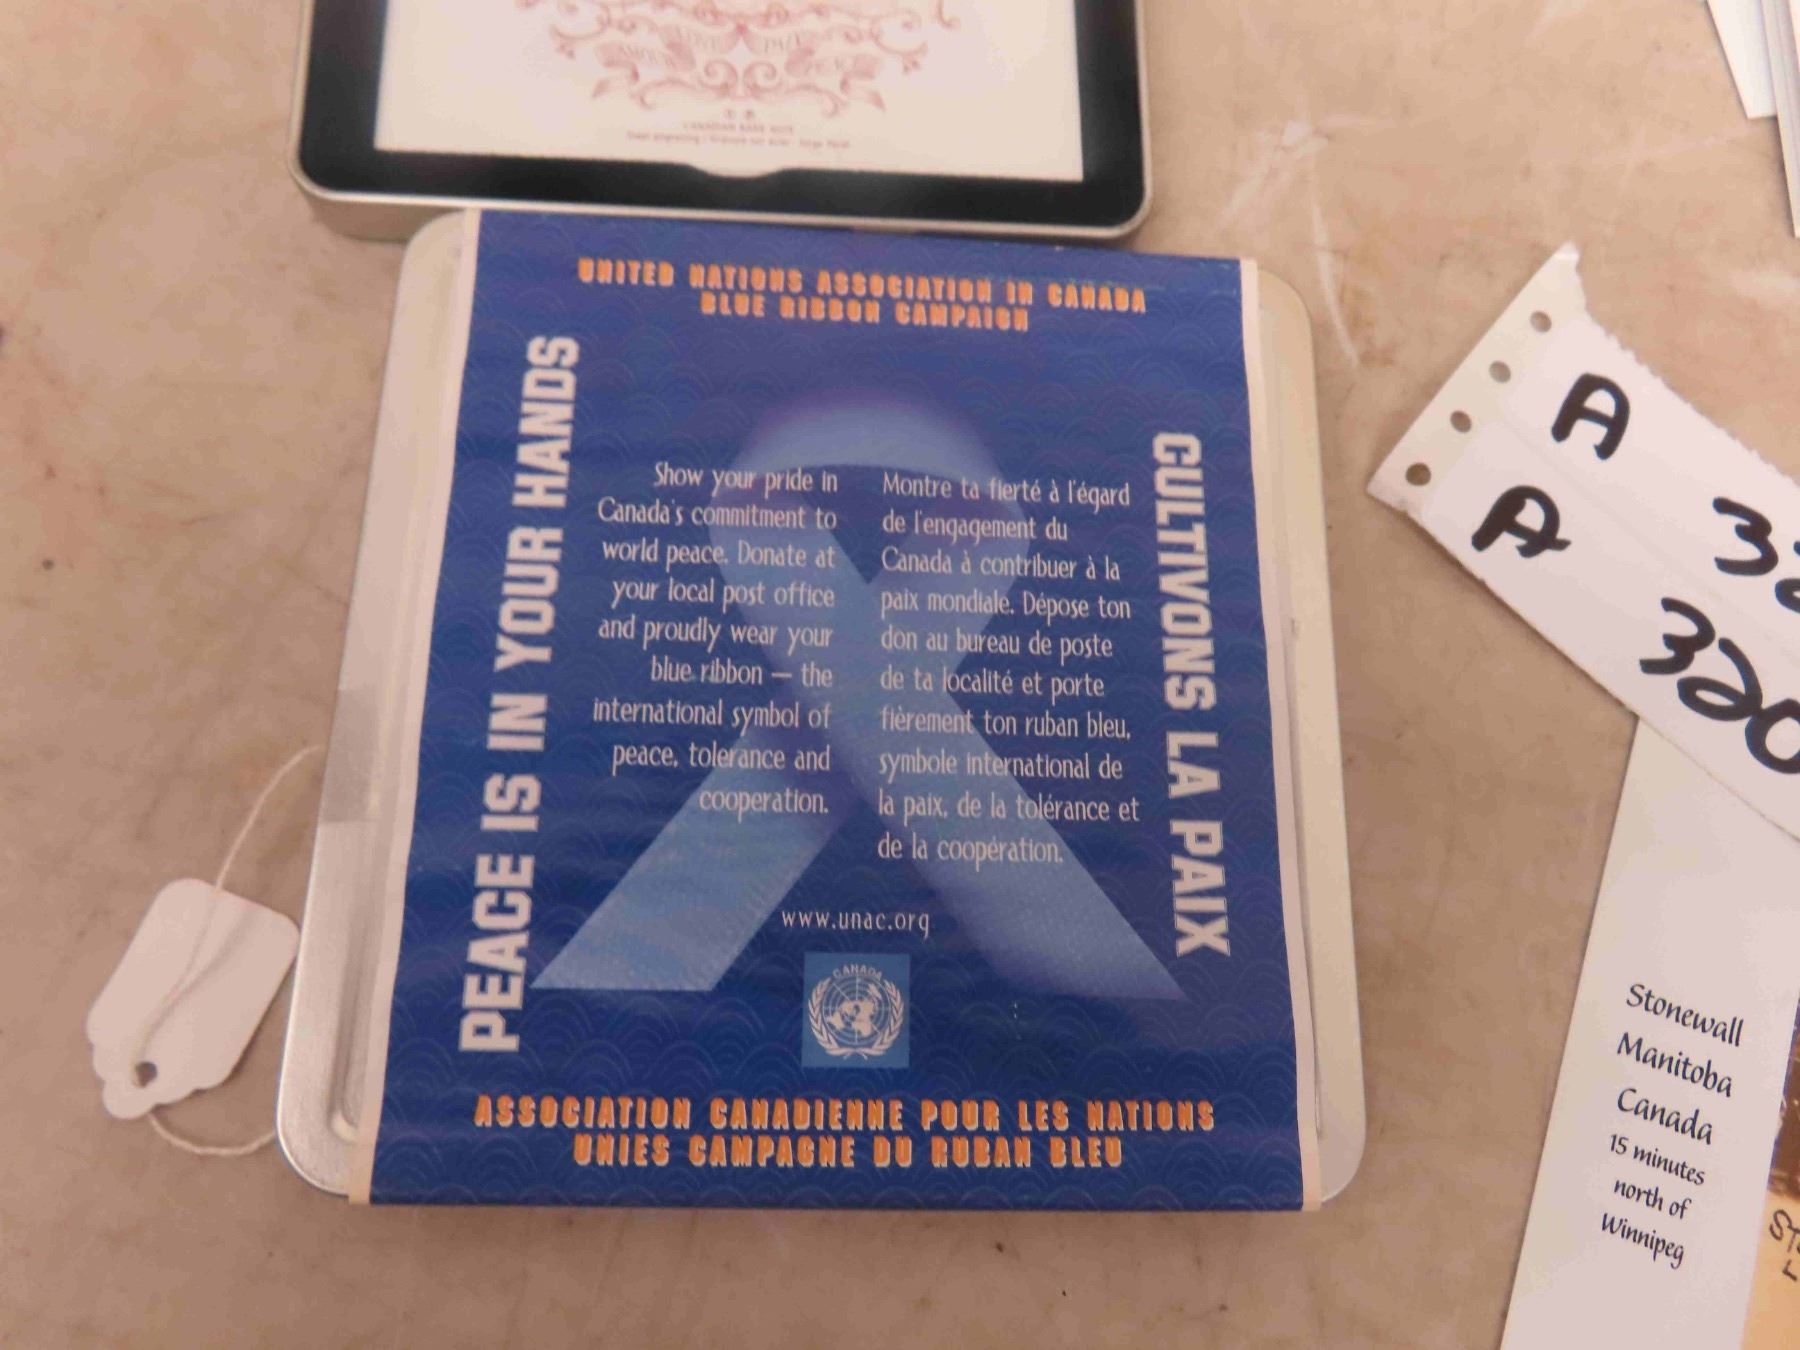 CANADIAN BANK NOTE
UNITED NATIONS ASSOCIATION IN CANADA
BLUE RIBBON CAMPAIGN
PEACE IS IN YOUR HANDS
Show your pride in
Canada's commitment to
world peace. Donate at
your local post office
and proudly wear your
blue ribbon — the
international symbol of
peace, tolerance and
cooperation.
Montre ta fierté à l'égard
de l'engagement du
Canada à contribuer à la
paix mondiale. Dépose ton
don au bureau de poste
de ta localité et porte
fièrement ton ruban bleu,
symbole international de
la paix, de la tolérance et
de la coopération.
CULTIVONS LA PAIX
www.unac.org
CANADA
ASSOCIATION CANADIENNE POUR LES NATIONS
UNIES CAMPAGNE DU RUBAN BLEU
A 32
A 320
Stonewall
Manitoba
Canada
15 minutes
north of
Winnipeg